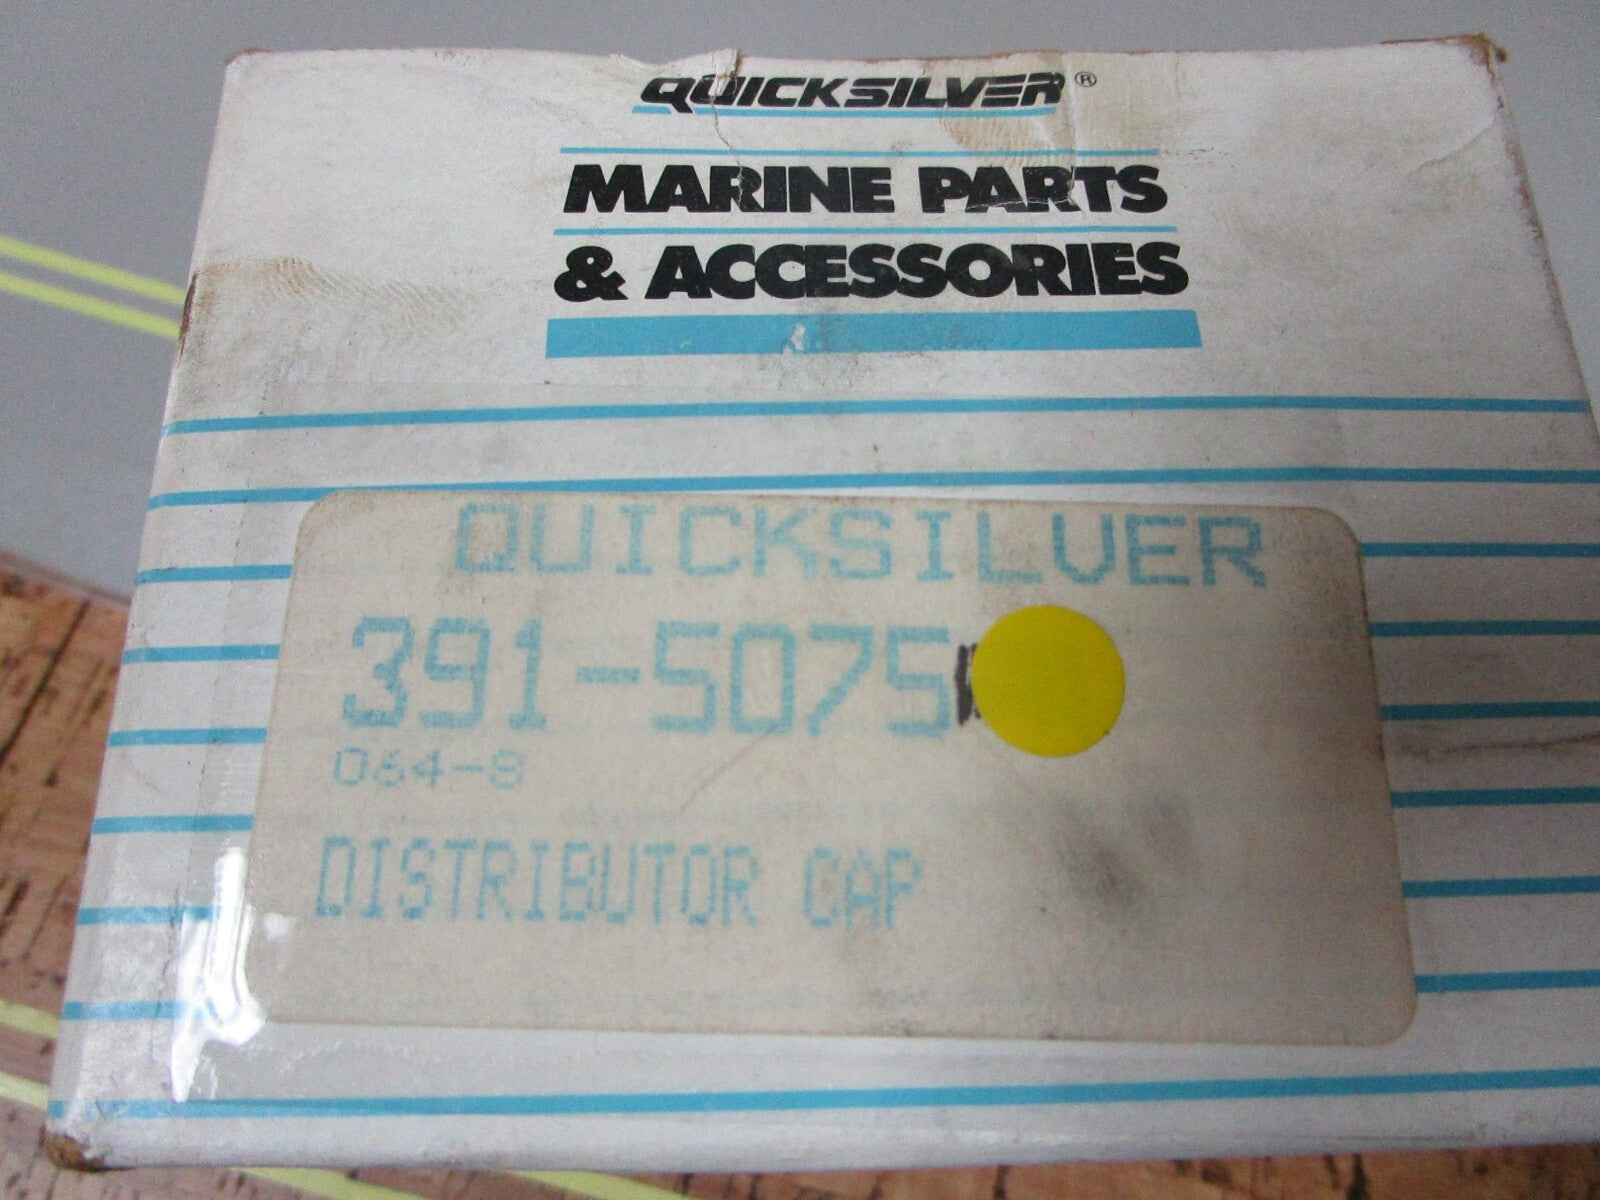 QUICKSILVER®
MARINE PARTS
& ACCESSORIES
QUICKSILVER
391-5075
064-8
DISTRIBUTOR CAP